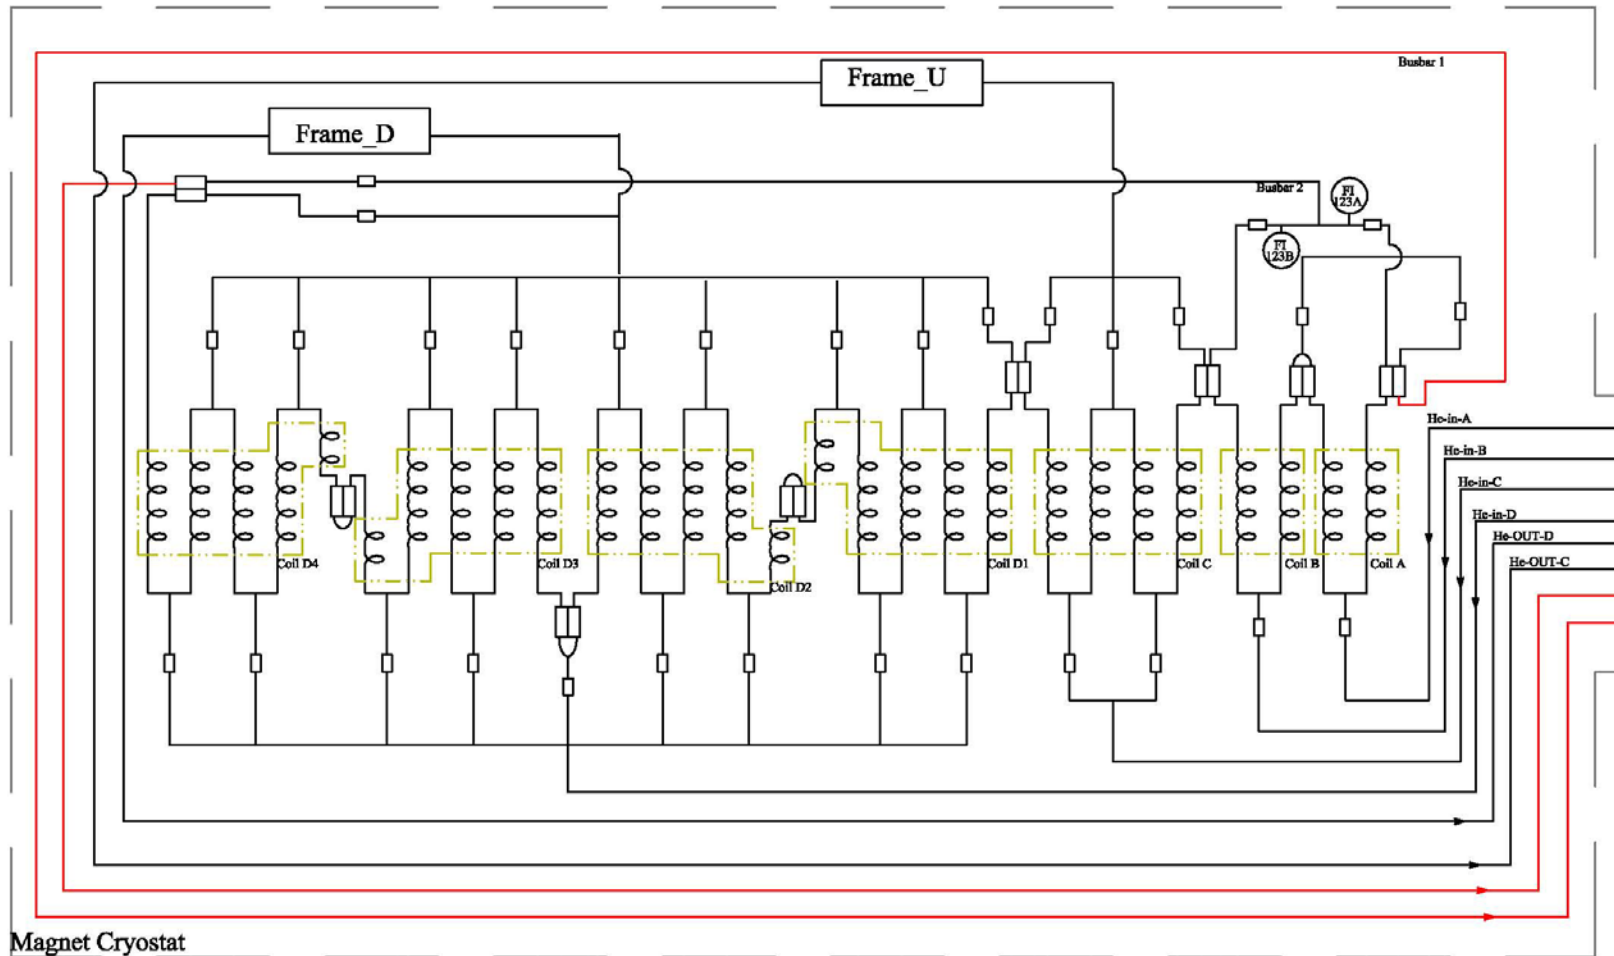 Busbar 1
Frame_U
Frame_D
Busbar 2
FI
123A
FI
123B
He-in-A
He-in-B
He-in-C
He-in-D
He-OUT-D
He-OUT-C
Coil D4
Coil D3
Coil D2
Coil D1
Coil C
Coil B
Coil A
Magnet Cryostat